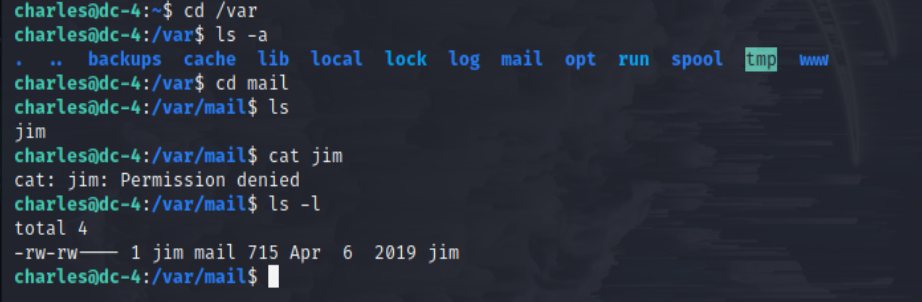 charles@dc-4:~$ cd /var
charles@dc-4:/var$ ls -a
.  ..  backups  cache  lib  local  lock  log  mail  opt  run  spool  tmp  www
charles@dc-4:/var$ cd mail
charles@dc-4:/var/mail$ ls
jim
charles@dc-4:/var/mail$ cat jim
cat: jim: Permission denied
charles@dc-4:/var/mail$ ls -l
total 4
-rw-rw---- 1 jim mail 715 Apr  6  2019 jim
charles@dc-4:/var/mail$